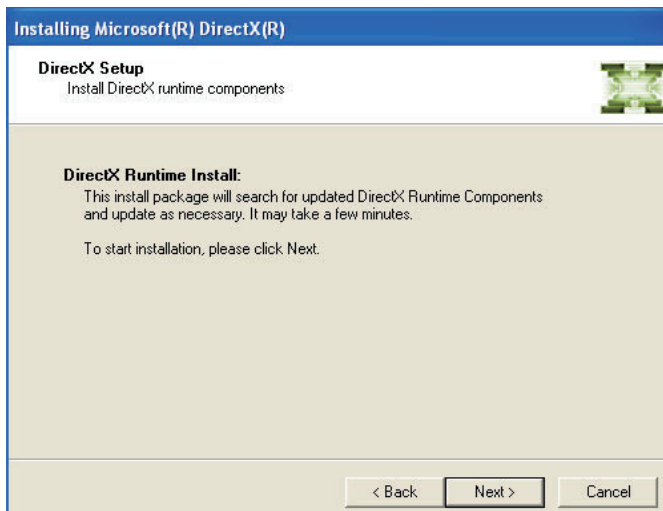 Installing Microsoft(R) DirectX(R)
DirectX Setup
Install DirectX runtime components
DirectX Runtime Install:
This install package will search for updated DirectX Runtime Components
and update as necessary. It may take a few minutes.
To start installation, please click Next.
< Back
Next >
Cancel